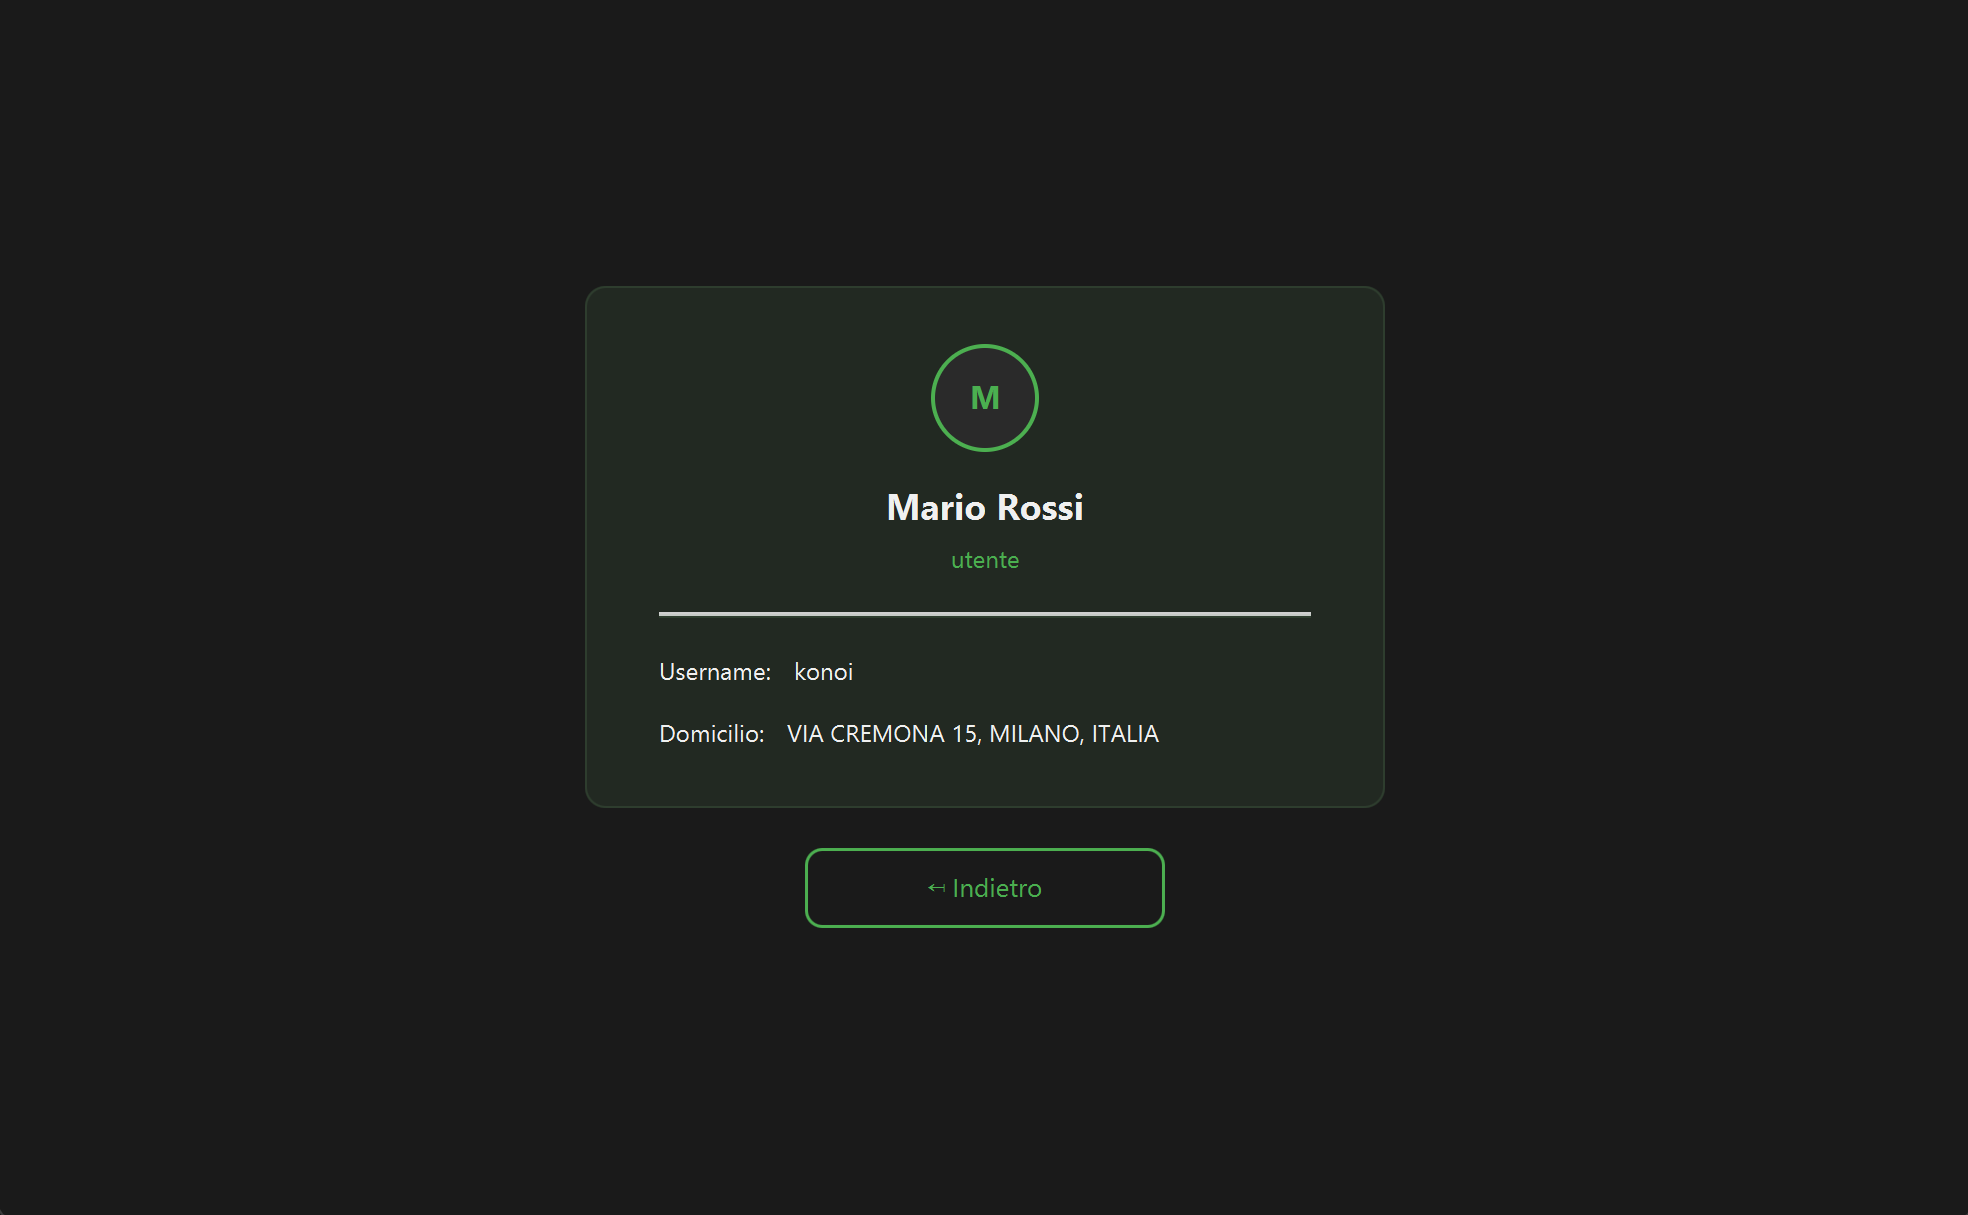 M
Mario Rossi
utente
Username: konoi
Domicilio: VIA CREMONA 15, MILANO, ITALIA
↤ Indietro